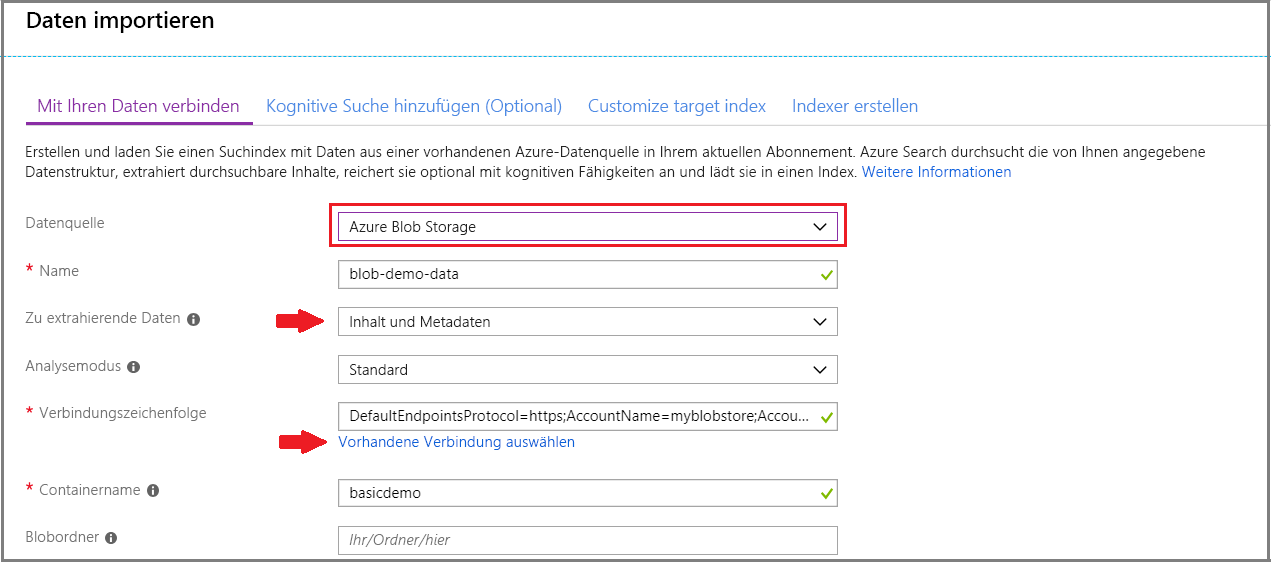 Daten importieren
Mit Ihren Daten verbinden Kognitive Suche hinzufügen (Optional) Customize target index Indexer erstellen
Erstellen und laden Sie einen Suchindex mit Daten aus einer vorhandenen Azure-Datenquelle in Ihrem aktuellen Abonnement. Azure Search durchsucht die von Ihnen angegebene
Datenstruktur, extrahiert durchsuchbare Inhalte, reichert sie optional mit kognitiven Fähigkeiten an und lädt sie in einen Index. Weitere Informationen
Datenquelle Azure Blob Storage
* Name blob-demo-data
Zu extrahierende Daten Inhalt und Metadaten
Analysemodus Standard
* Verbindungszeichenfolge DefaultEndpointsProtocol=https;AccountName=myblobstore;Accou...
Vorhandene Verbindung auswählen
* Containername basicdemo
Blobordner Ihr/Ordner/hier